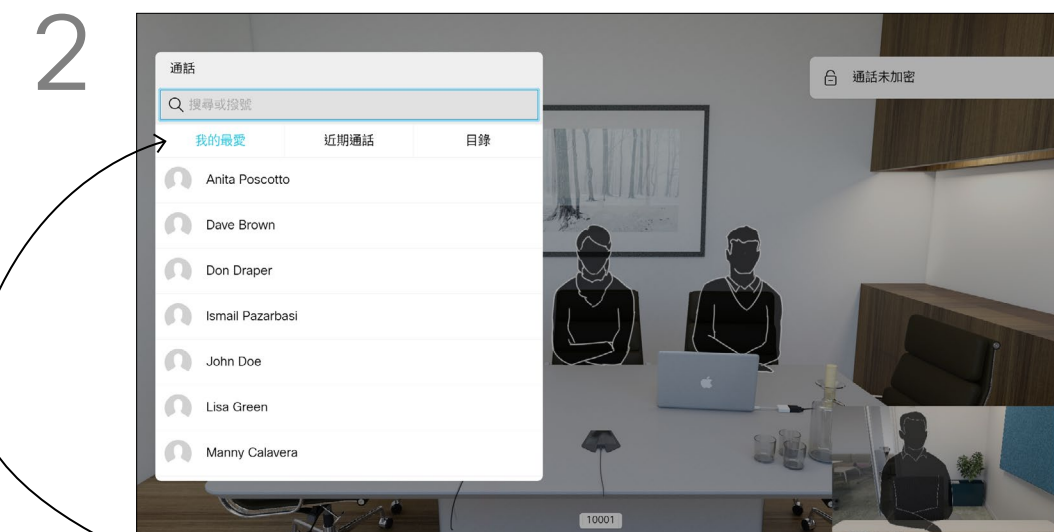 2
通話
搜尋或撥號
我的最愛
近期通話
目錄
Anita Poscotto
Dave Brown
Don Draper
Ismail Pazarbasi
John Doe
Lisa Green
Manny Calavera
通話未加密
10001